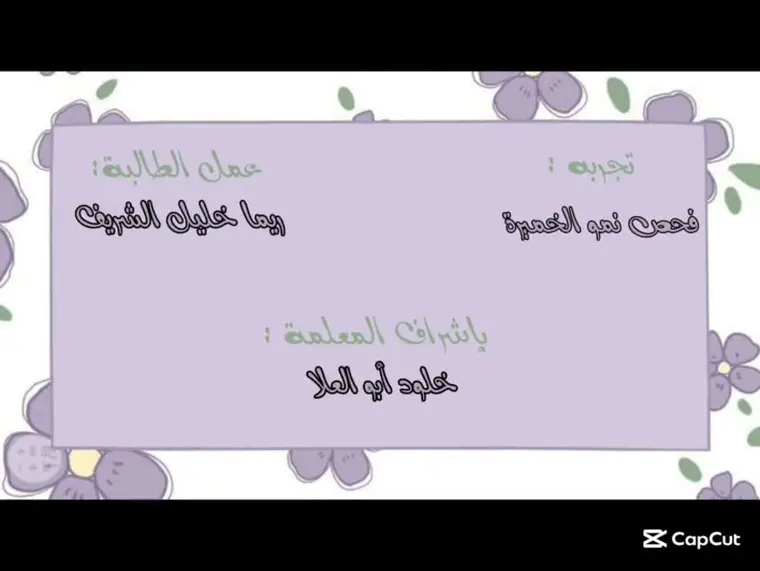 تجربه :
فحص نمو الخميرة
عمل الطالبة:
ريما خليل الشريف
بإشراف المعلمة :
خلود أبو العلا
CapCut